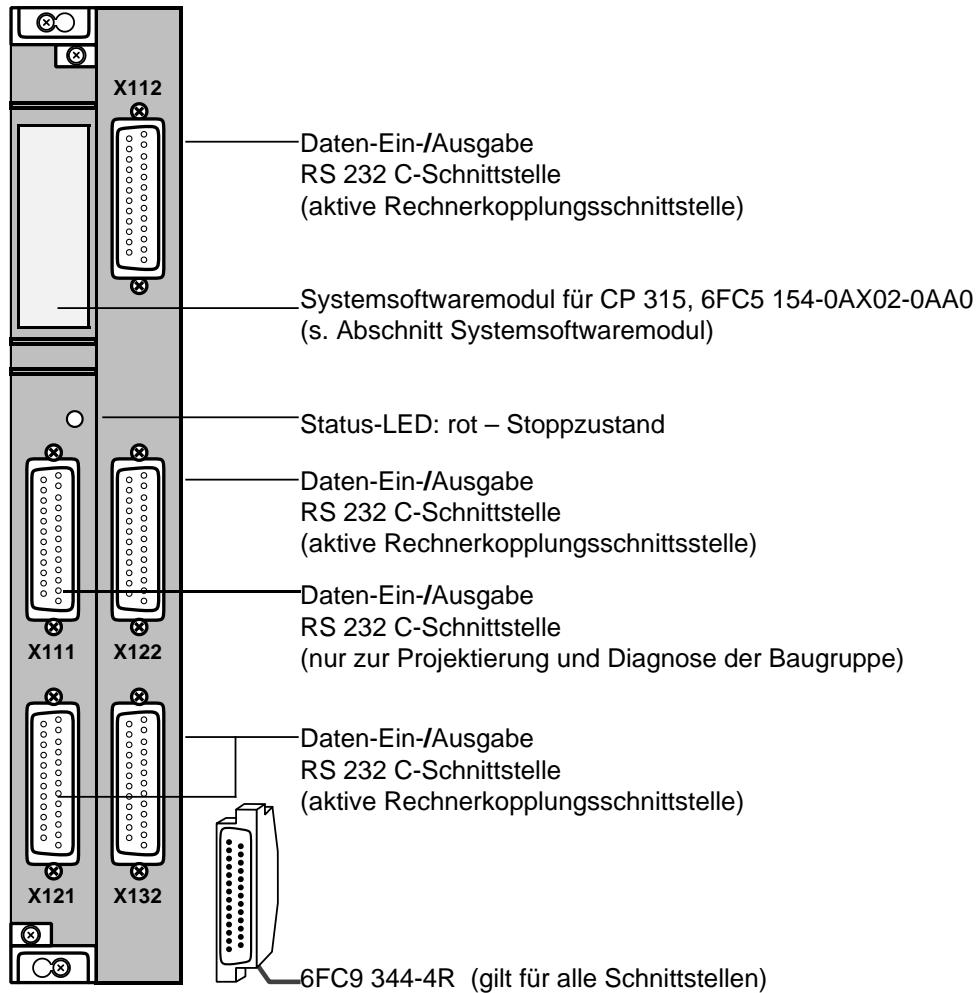 X112
Daten-Ein-/Ausgabe
RS 232 C-Schnittstelle
(aktive Rechnerkopplungsschnittstelle)
Systemsoftwaremodul für CP 315, 6FC5 154-0AX02-0AA0
(s. Abschnitt Systemsoftwaremodul)
Status-LED: rot – Stoppzustand
Daten-Ein-/Ausgabe
RS 232 C-Schnittstelle
(aktive Rechnerkopplungsschnittsstelle)
Daten-Ein-/Ausgabe
RS 232 C-Schnittstelle
(nur zur Projektierung und Diagnose der Baugruppe)
X111 X122
Daten-Ein-/Ausgabe
RS 232 C-Schnittstelle
(aktive Rechnerkopplungsschnittstelle)
X121 X132
6FC9 344-4R (gilt für alle Schnittstellen)